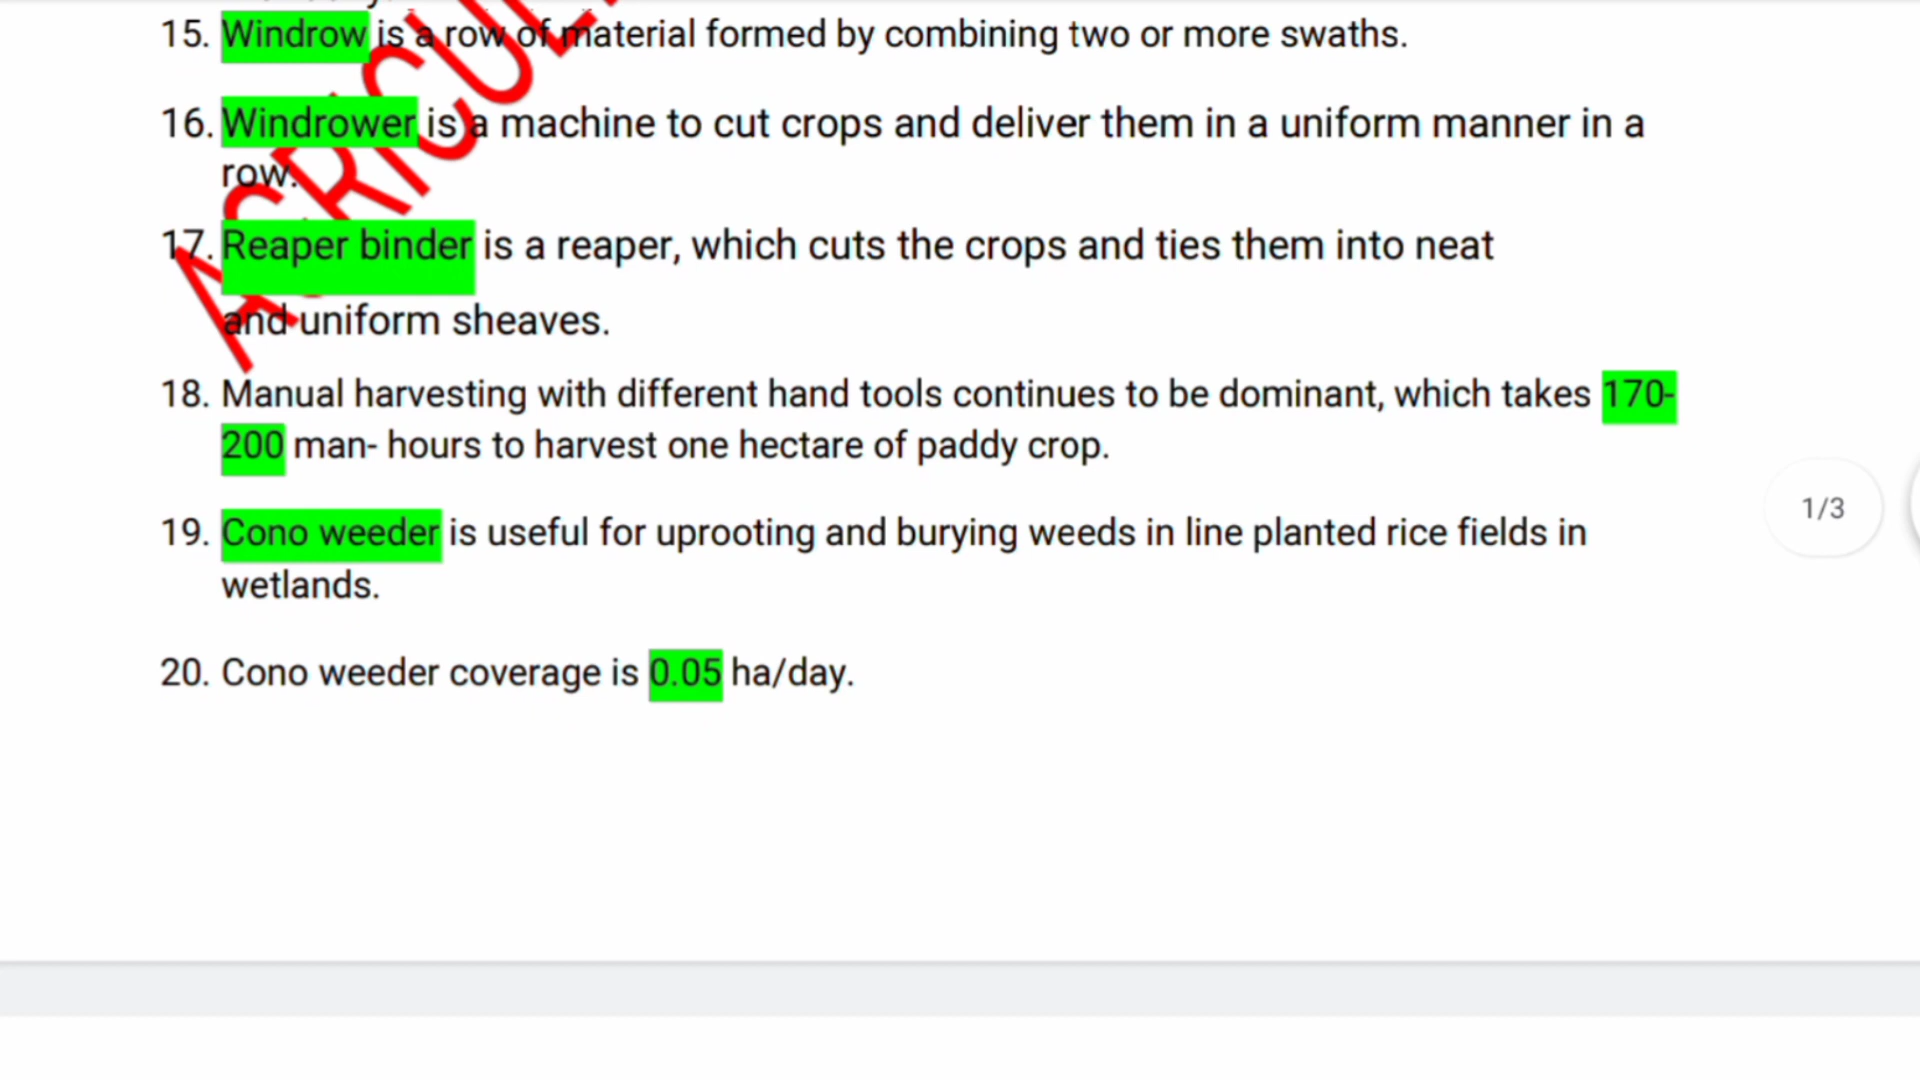 15. Windrow is a row of material formed by combining two or more swaths.
16. Windrower is a machine to cut crops and deliver them in a uniform manner in a
row.
17. Reaper binder is a reaper, which cuts the crops and ties them into neat
and uniform sheaves.
18. Manual harvesting with different hand tools continues to be dominant, which takes 170-
200 man- hours to harvest one hectare of paddy crop.
19. Cono weeder is useful for uprooting and burying weeds in line planted rice fields in
wetlands.
1/3
20. Cono weeder coverage is 0.05 ha/day.